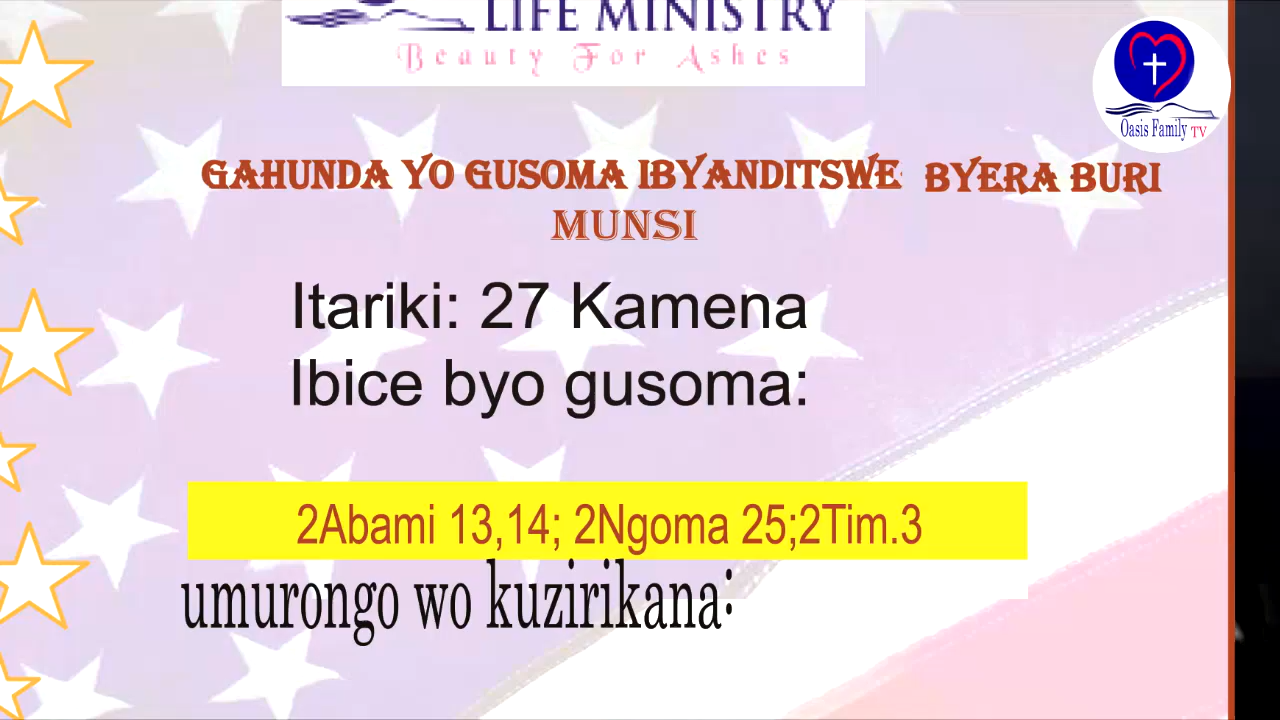 LIFE MINISTRY
Beauty For Ashes
Oasis Family TV
GAHUNDA YO GUSOMA IBYANDITSWE BYERA BURI
MUNSI
Itariki: 27 Kamena
Ibice byo gusoma:
2Abami 13,14; 2Ngoma 25;2Tim.3
umurongo wo kuzirikana: